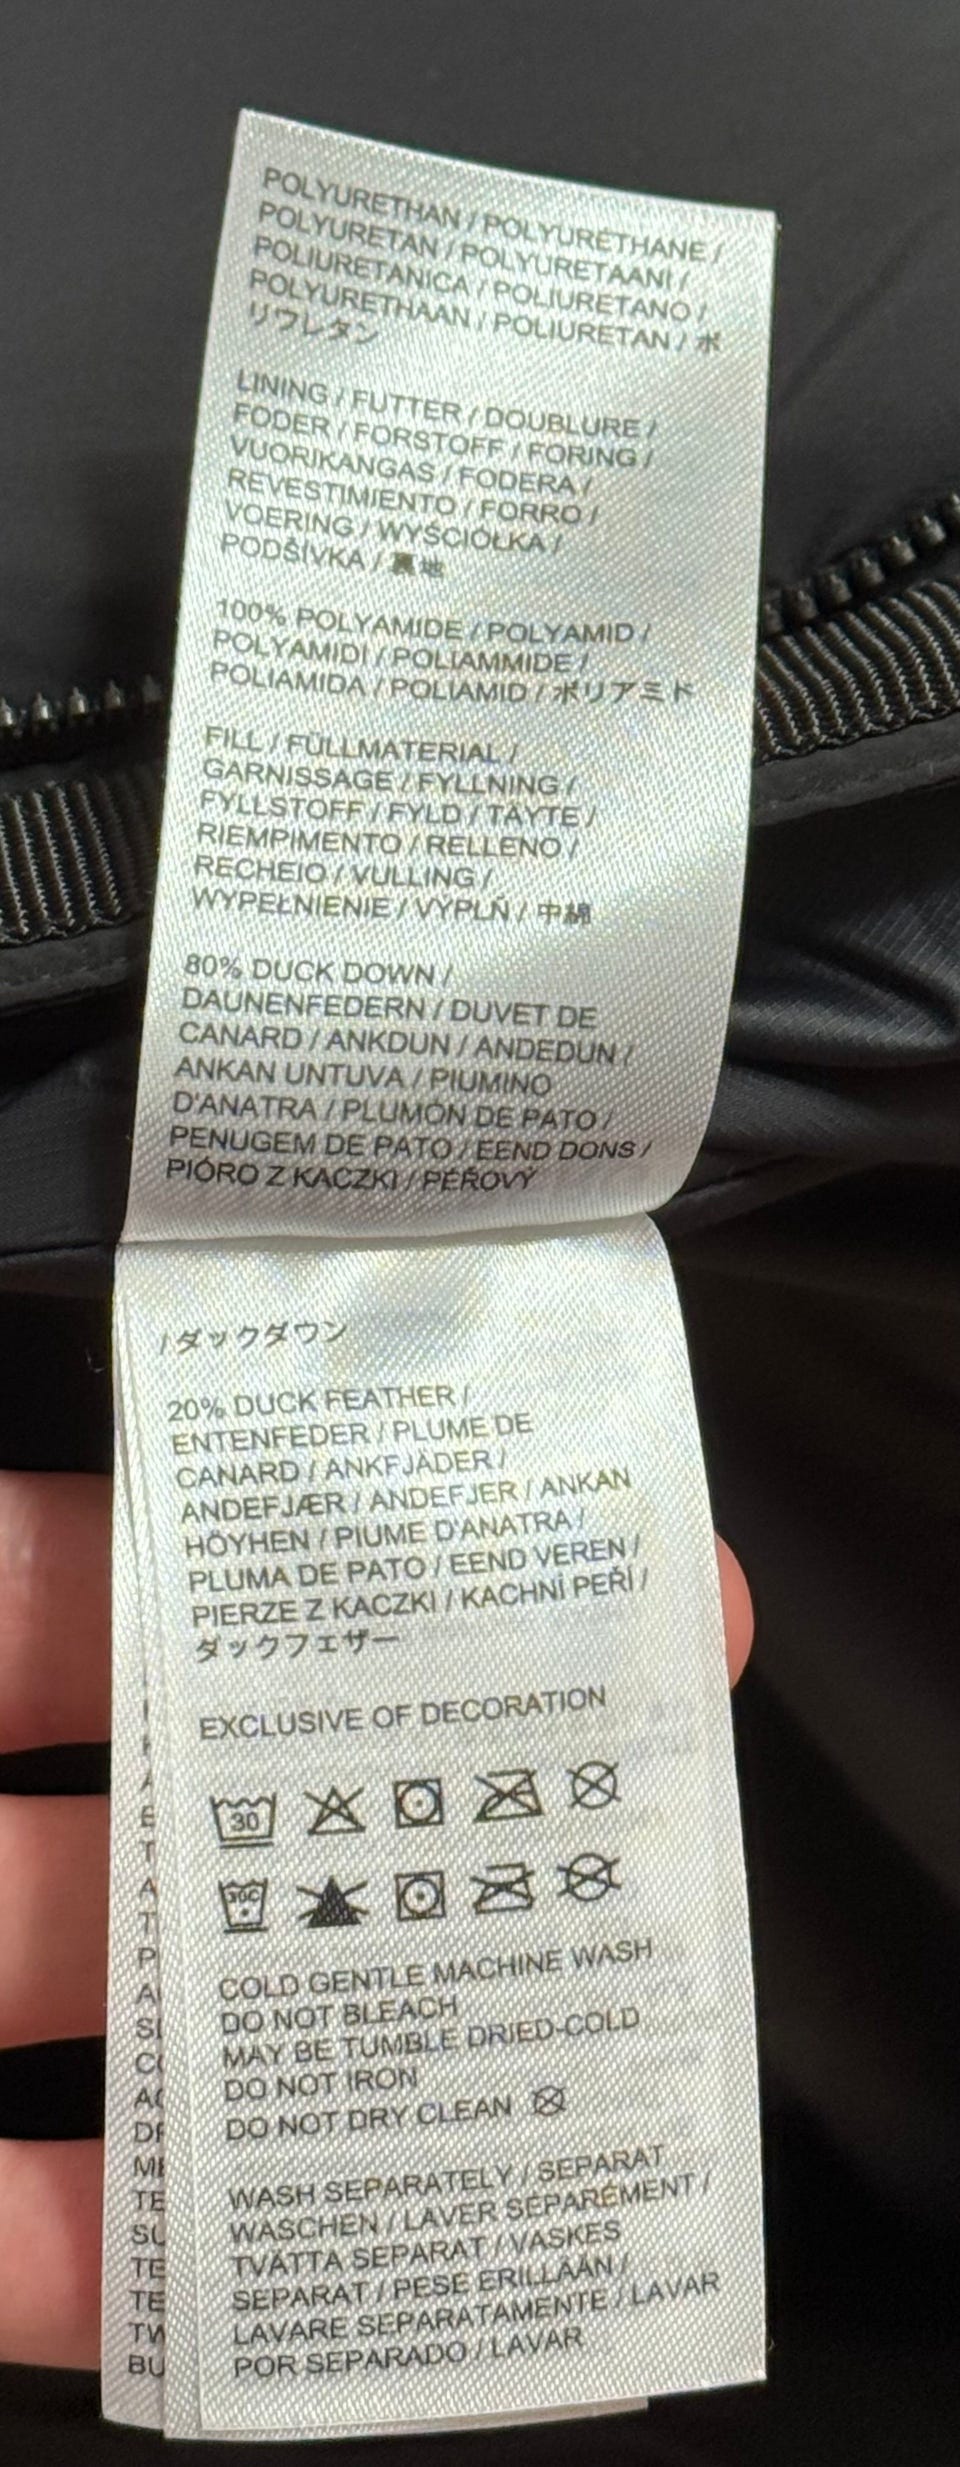 POLYURETHAN / POLYURÉTHANE /
POLYURETAN / POLYURETAANI /
POLIURETANICA / POLIURETANO /
POLYURETHAAN / POLIURETAN / ポ
リウレタン
LINING / FUTTER / DOUBLURE /
FODER / FORSTOFF / FORING /
VUORIKANGAS / FODERA /
REVESTIMIENTO / FORRO /
VOERING / WYŚCIÓŁKA /
PODŠÍVKA / 裏地
100% POLYAMIDE / POLYAMID /
POLYAMIDI / POLIAMMIDE /
POLIAMIDA / POLIAMID / ポリアミド
FILL / FÜLLMATERIAL /
GARNISSAGE / FYLLNING /
FYLLSTOFF / FYLD / TÄYTE /
RIEMPIMENTO / RELLENO /
RECHEIO / VULLING /
WYPEŁNIENIE / VÝPLŇ / 中綿
80% DUCK DOWN /
DAUNENFEDERN / DUVET DE
CANARD / ANKDUN / ANDEDUN /
ANKAN UNTUVA / PIUMINO
D'ANATRA / PLUMÓN DE PATO /
PENUGEM DE PATO / EEND DONS /
PIÓRO Z KACZKI / PÉŘOVÝ
/ ダックダウン
20% DUCK FEATHER /
ENTENFEDER / PLUME DE
CANARD / ANKFJÄDER /
ANDEFJÆR / ANDEFJER / ANKAN
HÖYHEN / PIUME D'ANATRA /
PLUMA DE PATO / EEND VEREN /
PIERZE Z KACZKI / KACHNÍ PEŘÍ /
ダックフェザー
EXCLUSIVE OF DECORATION
30
30C
COLD GENTLE MACHINE WASH
DO NOT BLEACH
MAY BE TUMBLE DRIED-COLD
DO NOT IRON
DO NOT DRY CLEAN
WASH SEPARATELY / SEPARAT
WASCHEN / LAVER SÉPARÉMENT /
TVÄTTA SEPARAT / VASKES
SEPARAT / PESE ERILLÄÄN /
LAVARE SEPARATAMENTE / LAVAR
POR SEPARADO / LAVAR